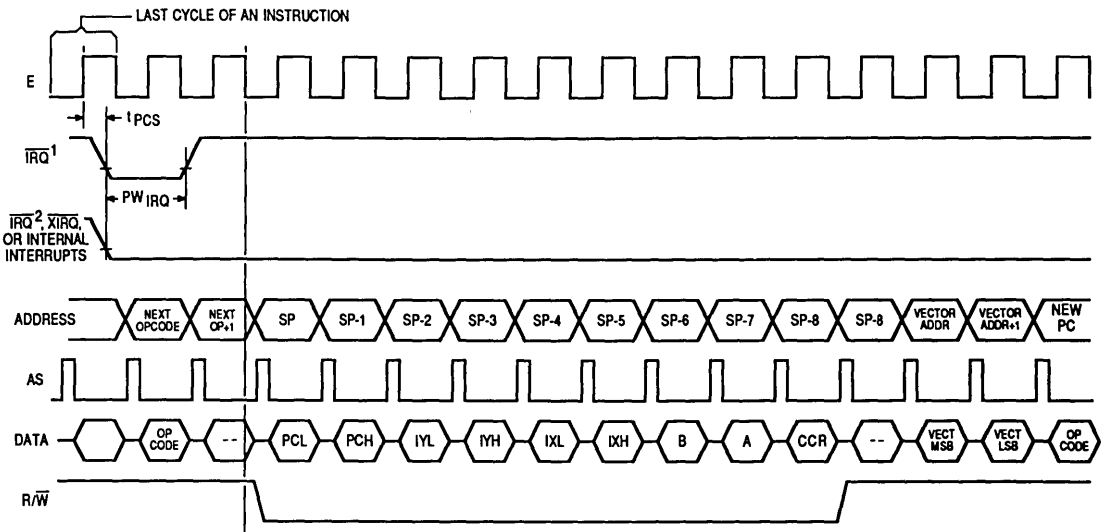 LAST CYCLE OF AN INSTRUCTION
E
tPCS
IRQ1
PWIRQ
IRQ2, XIRQ,
OR INTERNAL
INTERRUPTS
ADDRESS
NEXT
OPCODE
NEXT
OP+1
SP
SP-1
SP-2
SP-3
SP-4
SP-5
SP-6
SP-7
SP-8
SP-8
VECTOR
ADDR
VECTOR
ADDR+1
NEW
PC
AS
DATA
OP
CODE
--
PCL
PCH
IYL
IYH
IXL
IXH
B
A
CCR
--
VECT
MSB
VECT
LSB
OP
CODE
R/W